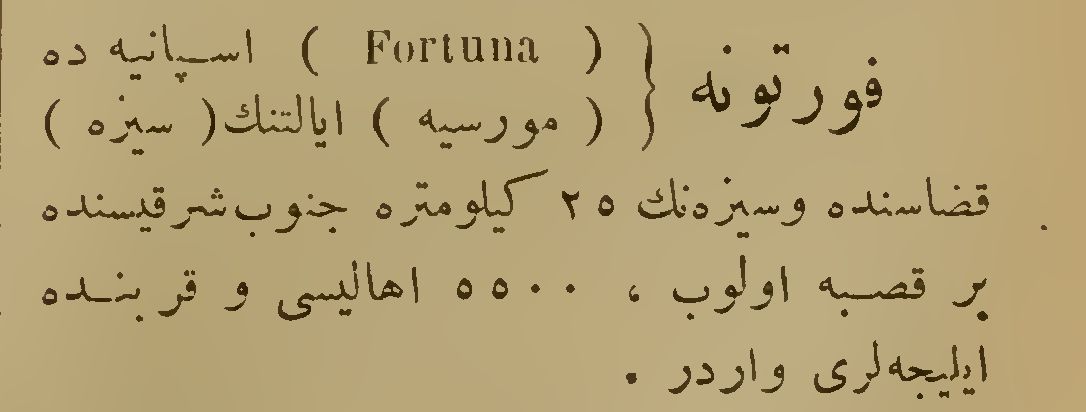 فورتونه { ( Fortuna ) اسپانیه ده
( مورسیه ) ایالتنك ( سیزه )
قضاسنده وسیزه‌نك ٢٥ كیلومتره جنوب شرقیسنده
بر قصبه اولوب ، ٥٥٠٠ اهالیسی و قربنده
ایلیجه‌لری واردر .